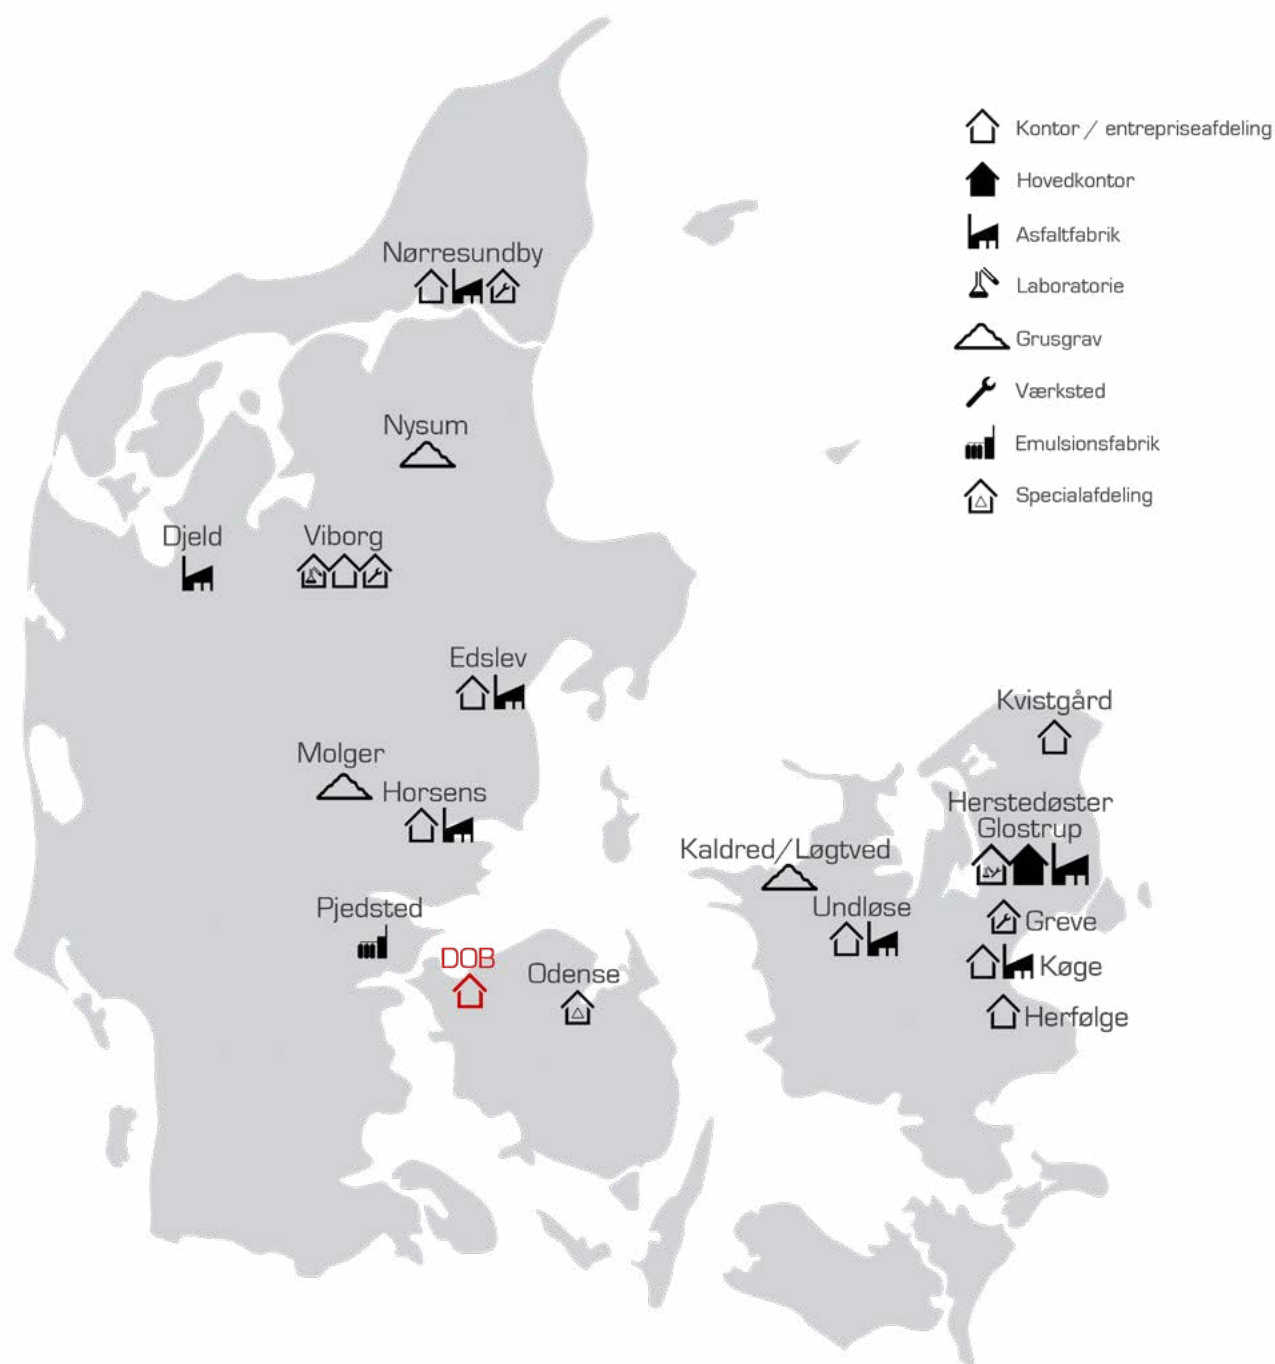 Kontor / entrepriseafdeling
Hovedkontor
Asfaltfabrik
Laboratorie
Grusgrav
Værksted
Emulsionsfabrik
Specialafdeling
Nørresundby
Nysum
Djeld
Viborg
Edslev
Kvistgård
Molger
Horsens
Herstedøster
Glostrup
Kaldred/Løgtved
Pjedsted
Undløse
Greve
DOB
Odense
Køge
Herfølge